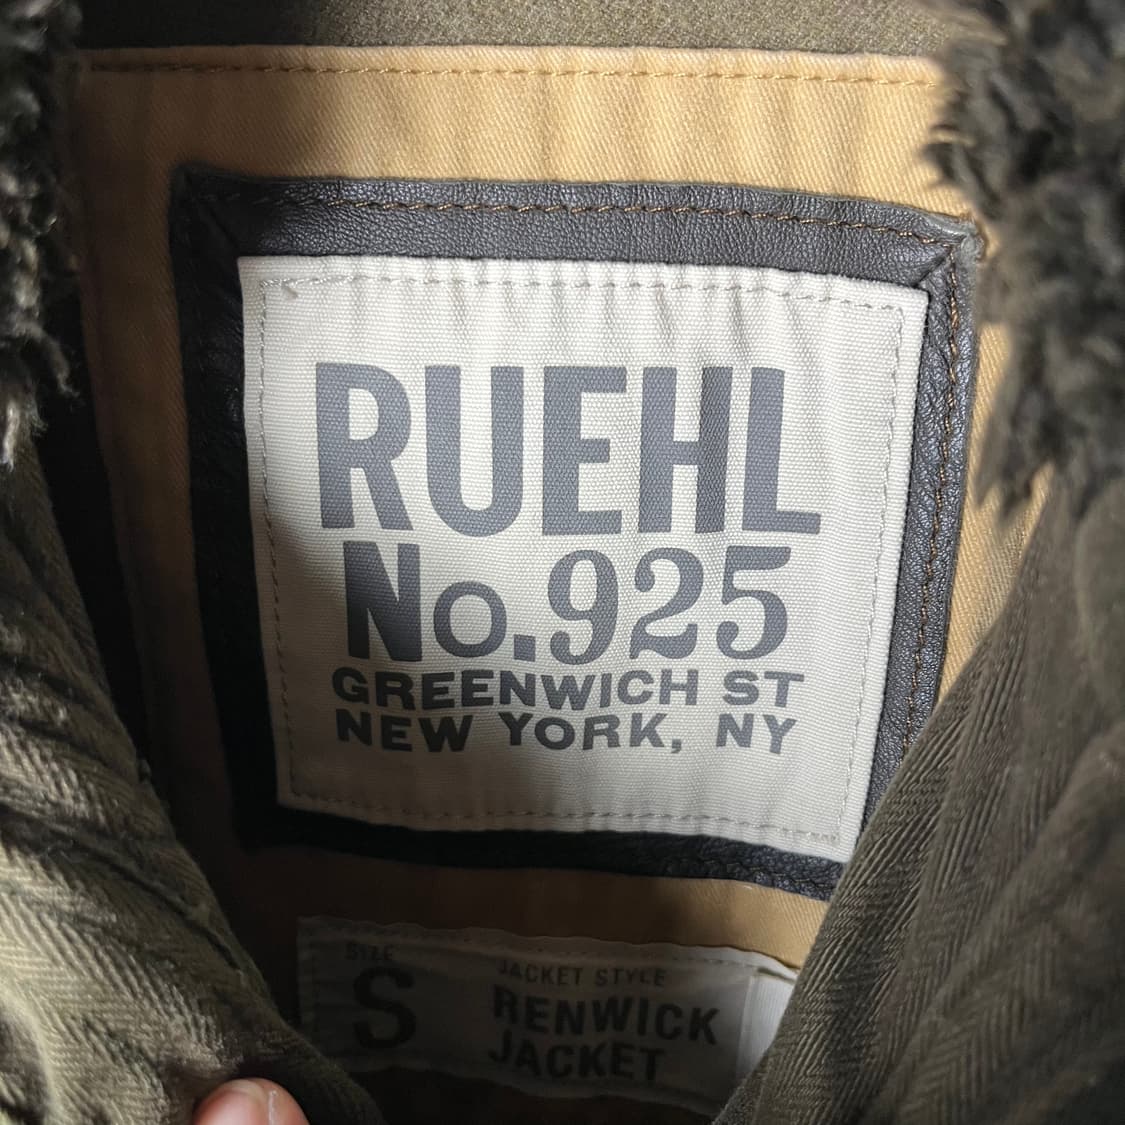 RUEHL
No.925
GREENWICH ST
NEW YORK, NY
SIZE
S
JACKET STYLE
RENWICK
JACKET